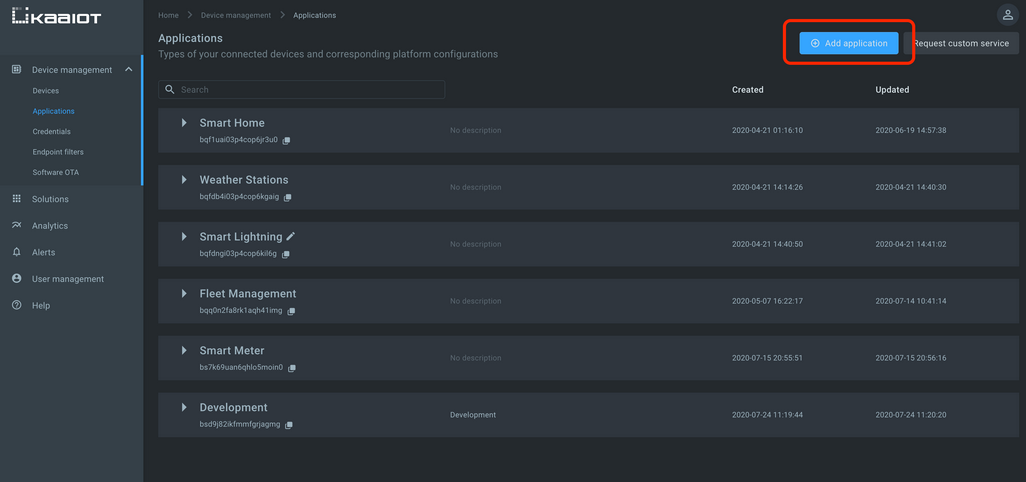 KaaIoT
Home > Device management > Applications
Applications
Types of your connected devices and corresponding platform configurations
Add application
Request custom service
Device management
Devices
Applications
Credentials
Endpoint filters
Software OTA
Solutions
Analytics
Alerts
User management
Help
Search
Created
Updated
Smart Home
bqf1uai03p4cop6jr3u0
No description
2020-04-21 01:16:10
2020-06-19 14:57:38
Weather Stations
bqfdb4i03p4cop6kgaig
No description
2020-04-21 14:14:26
2020-04-21 14:40:30
Smart Lightning
bqfdngi03p4cop6kil6g
No description
2020-04-21 14:40:50
2020-04-21 14:41:02
Fleet Management
bqq0n2fa8rk1aqh41img
No description
2020-05-07 16:22:17
2020-07-14 10:41:14
Smart Meter
bs7k69uan6qhlo5moin0
No description
2020-07-15 20:55:51
2020-07-15 20:56:16
Development
bsd9j82ikfmmfgrjagmg
Development
2020-07-24 11:19:44
2020-07-24 11:20:20